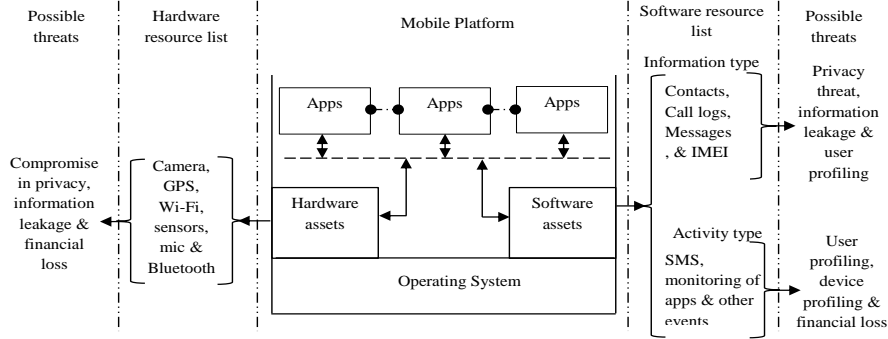 Possible
threats
Hardware
resource list
Mobile Platform
Software resource
list
Possible
threats
Compromise
in privacy,
information
leakage &
financial
loss
Camera,
GPS,
Wi-Fi,
sensors,
mic &
Bluetooth
Apps
Apps
Apps
Hardware
assets
Software
assets
Operating System
Information type
Contacts,
Call logs,
Messages
, & IMEI
Privacy
threat,
information
leakage &
user
profiling
Activity type
SMS,
monitoring of
apps & other
events
User
profiling,
device
profiling &
financial loss